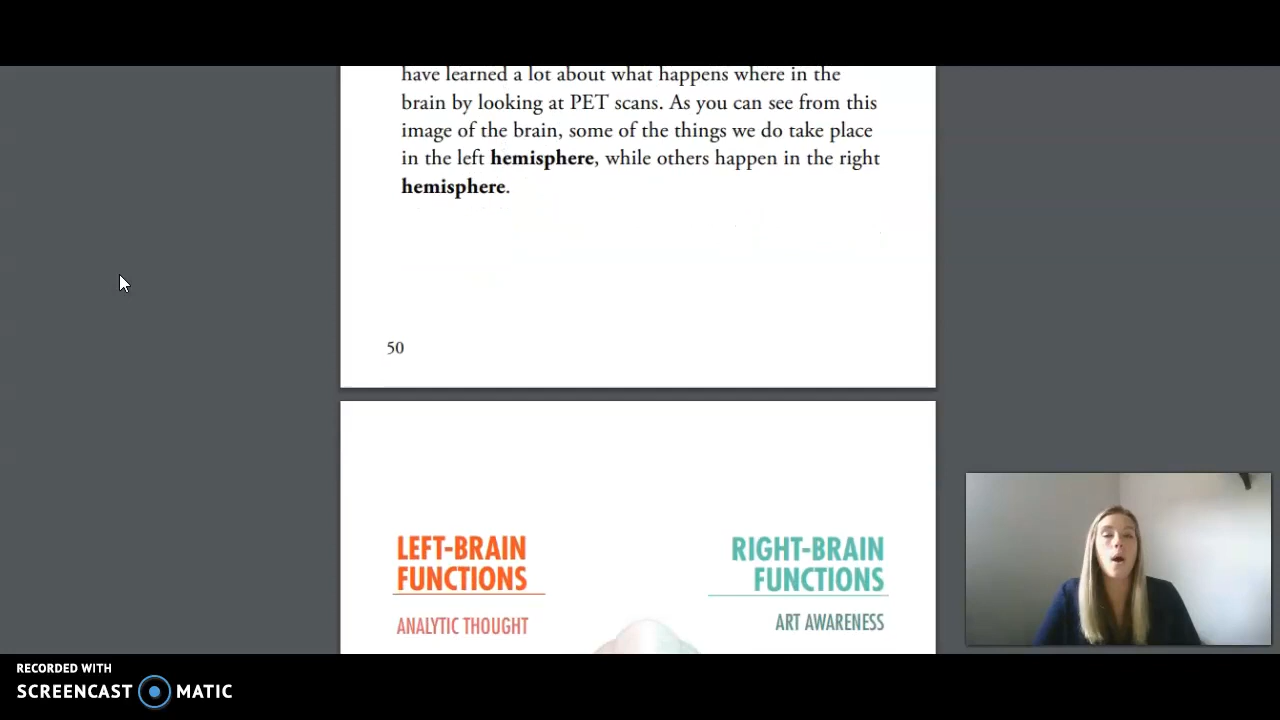 have learned a lot about what happens where in the
brain by looking at PET scans. As you can see from this
image of the brain, some of the things we do take place
in the left hemisphere, while others happen in the right
hemisphere.
50
LEFT-BRAIN
FUNCTIONS
ANALYTIC THOUGHT
RIGHT-BRAIN
FUNCTIONS
ART AWARENESS
RECORDED WITH
SCREENCAST MATIC